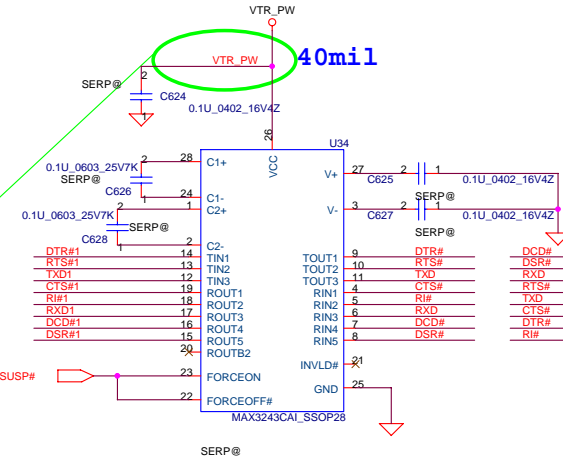 VTR_PW
VTR_PW
40mil
2
SERP@
C624
1
0.1U_0402_16V4Z
26
U34
VCC
28
C1+
2
0.1U_0603_25V7K
SERP@
C626
1
24
C1-
2
1
C2+
0.1U_0603_25V7K
SERP@
C628
1
2
C2-
V+
27
C625
2
1
0.1U_0402_16V4Z
SERP@
V-
3
C627
2
1
0.1U_0402_16V4Z
SERP@
DTR#1 14 TIN1 TOUT1 9 DTR# DCD#
RTS#1 13 TIN2 TOUT2 10 RTS# DSR#
TXD1 12 TIN3 TOUT3 11 TXD RXD
CTS#1 19 ROUT1 RIN1 4 CTS# RTS#
RI#1 18 ROUT2 RIN2 5 RI# TXD
RXD1 17 ROUT3 RIN3 6 RXD CTS#
DCD#1 16 ROUT4 RIN4 7 DCD# DTR#
DSR#1 15 ROUT5 RIN5 8 DSR# RI#
20 ROUTB2
INVLD# 21
SUSP# 23 FORCEON
GND 25
22 FORCEOFF#
MAX3243CAI_SSOP28
SERP@